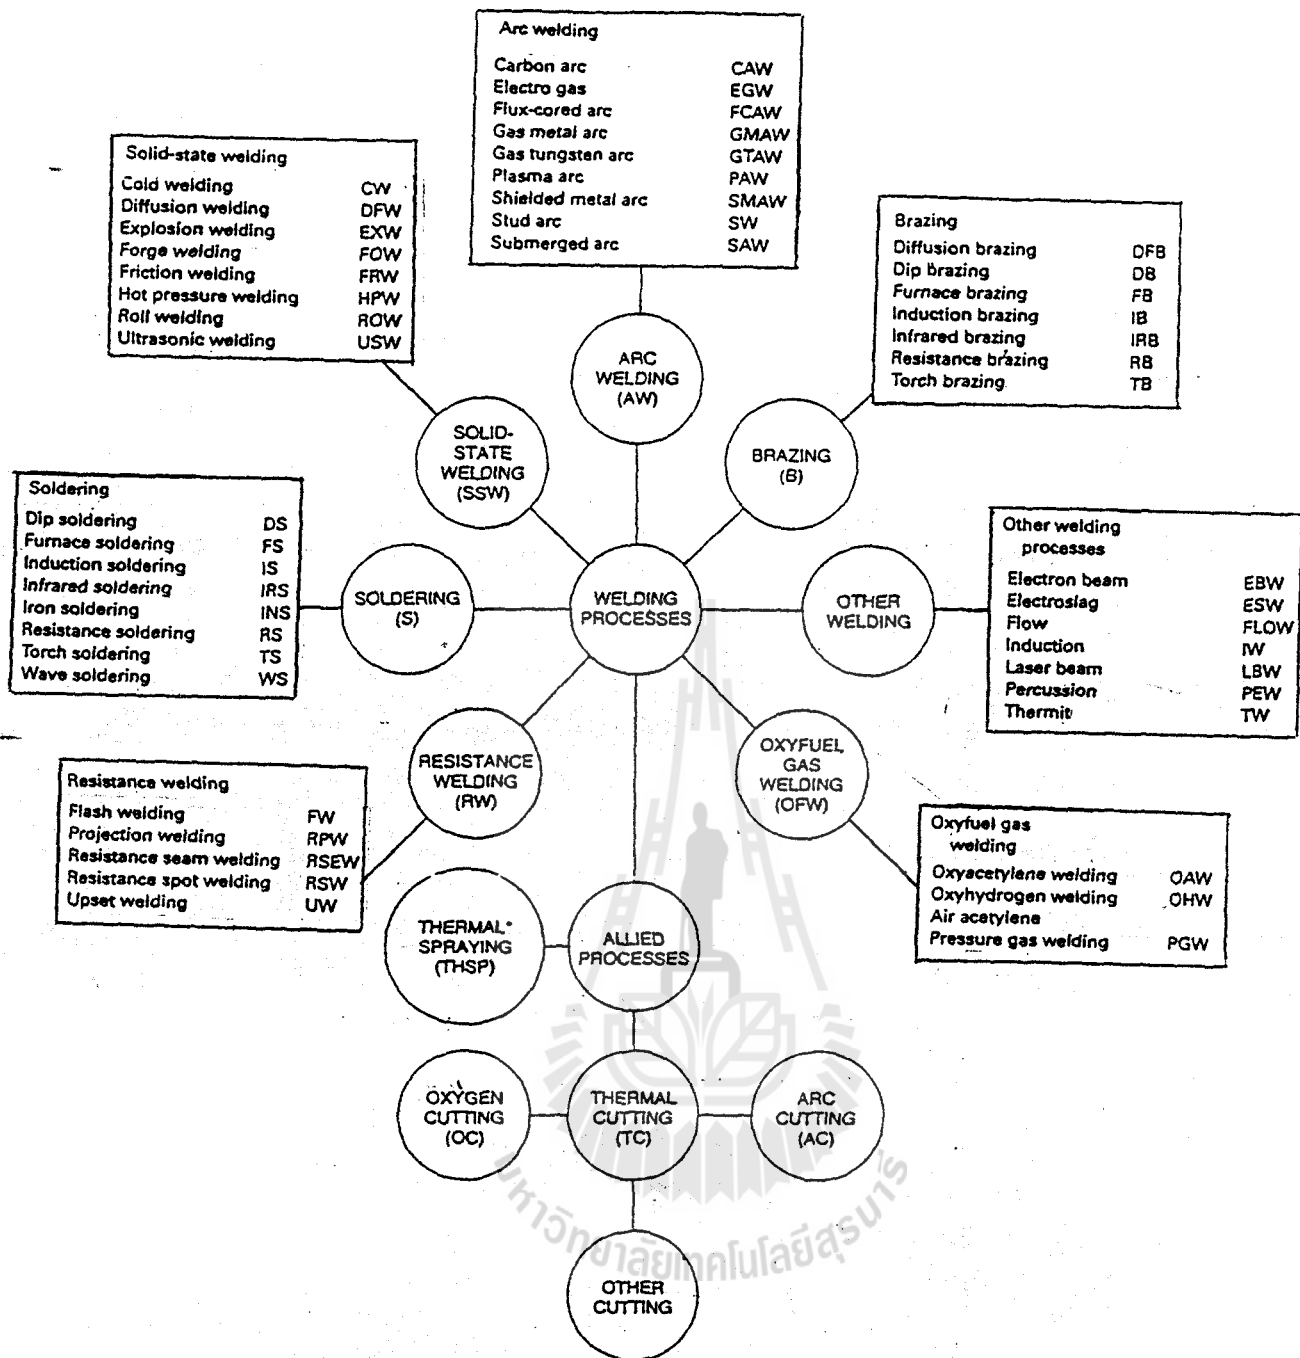 Arc welding
Carbon arc CAW
Electro gas EGW
Flux-cored arc FCAW
Gas metal arc GMAW
Gas tungsten arc GTAW
Plasma arc PAW
Shielded metal arc SMAW
Stud arc SW
Submerged arc SAW
Solid-state welding
Cold welding CW
Diffusion welding DFW
Explosion welding EXW
Forge welding FOW
Friction welding FRW
Hot pressure welding HPW
Roll welding ROW
Ultrasonic welding USW
Brazing
Diffusion brazing DFB
Dip brazing DB
Furnace brazing FB
Induction brazing IB
Infrared brazing IRB
Resistance brazing RB
Torch brazing TB
ARC
WELDING
(AW)
SOLID-
STATE
WELDING
(SSW)
BRAZING
(B)
Soldering
Dip soldering DS
Furnace soldering FS
Induction soldering IS
Infrared soldering IRS
Iron soldering INS
Resistance soldering RS
Torch soldering TS
Wave soldering WS
SOLDERING
(S)
WELDING
PROCESSES
OTHER
WELDING
Other welding
processes
Electron beam EBW
Electroslag ESW
Flow FLOW
Induction IW
Laser beam LBW
Percussion PEW
Thermit TW
RESISTANCE
WELDING
(RW)
OXYFUEL
GAS
WELDING
(OFW)
Resistance welding
Flash welding FW
Projection welding RPW
Resistance seam welding RSEW
Resistance spot welding RSW
Upset welding UW
Oxyfuel gas
welding
Oxyacetylene welding OAW
Oxyhydrogen welding OHW
Air acetylene
Pressure gas welding PGW
THERMAL
SPRAYING
(THSP)
ALLIED
PROCESSES
OXYGEN
CUTTING
(OC)
THERMAL
CUTTING
(TC)
ARC
CUTTING
(AC)
มหาวิทยาลัยเทคโนโลยีสุรนารี
OTHER
CUTTING